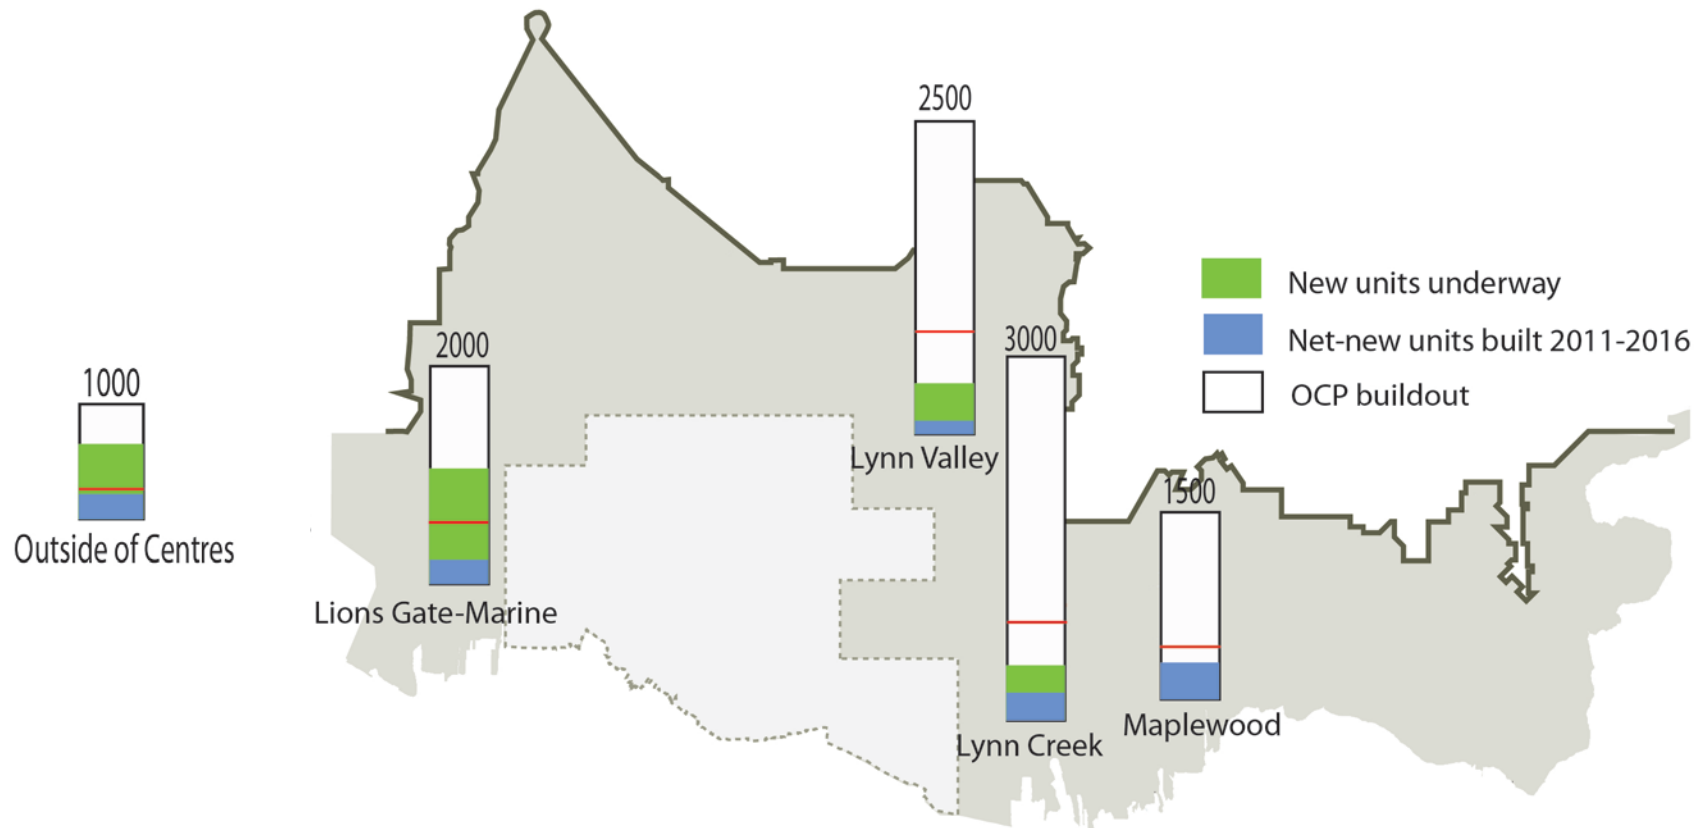 2500
New units underway
3000
Net-new units built 2011-2016
2000
1000
OCP buildout
Lynn Valley
1500
Outside of Centres
Lions Gate-Marine
Maplewood
Lynn Creek